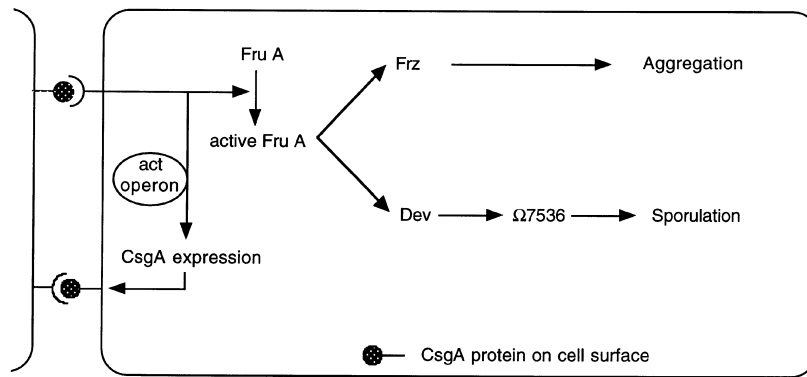 Fru A
Frz
Aggregation
active Fru A
act
operon
Dev
Ω7536
Sporulation
CsgA expression
CsgA protein on cell surface